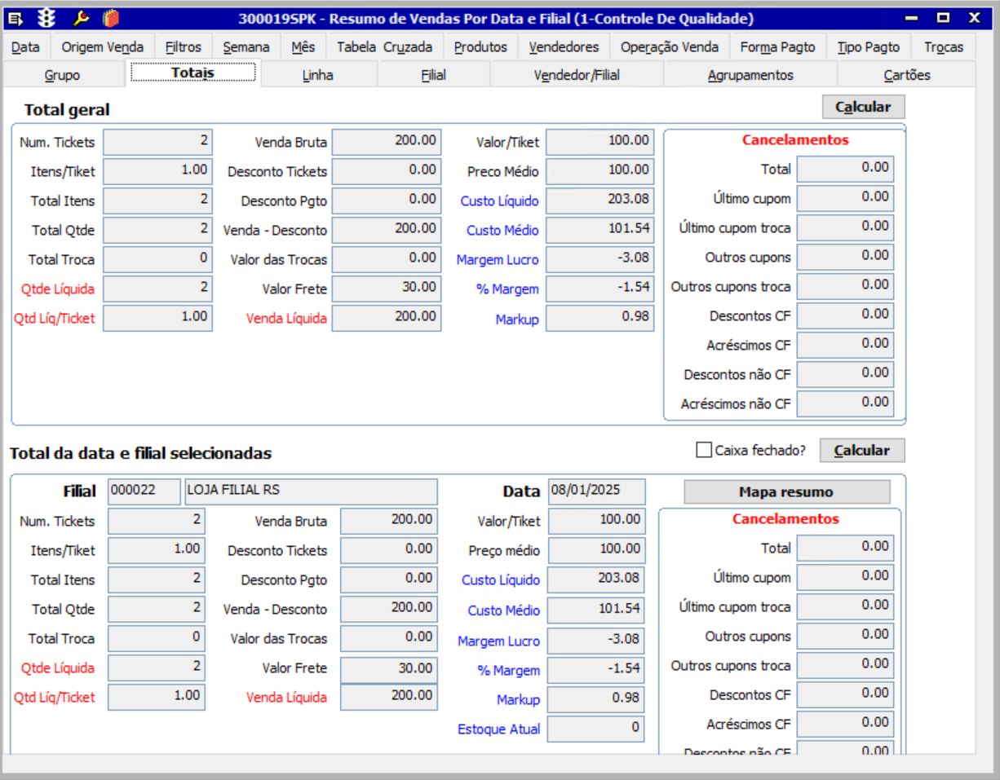 300019SPK - Resumo de Vendas Por Data e Filial (1-Controle De Qualidade)
Data Origem Venda Filtros Semana Mês Tabela Cruzada Produtos Vendedores Operação Venda Forma Pagto Tipo Pagto Trocas
Grupo Totais Linha Filial Vendedor/Filial Agrupamentos Cartões
Total geral Calcular
Num. Tickets 2 Venda Bruta 200.00 Valor/Tiket 100.00 Cancelamentos
Itens/Tiket 1.00 Desconto Tickets 0.00 Preco Médio 100.00 Total 0.00
Total Itens 2 Desconto Pgto 0.00 Custo Líquido 203.08 Último cupom 0.00
Total Qtde 2 Venda - Desconto 200.00 Custo Médio 101.54 Último cupom troca 0.00
Total Troca 0 Valor das Trocas 0.00 Margem Lucro -3.08 Outros cupons 0.00
Qtde Líquida 2 Valor Frete 30.00 % Margem -1.54 Outros cupons troca 0.00
Qtd Líq/Ticket 1.00 Venda Líquida 200.00 Markup 0.98 Descontos CF 0.00
Acréscimos CF 0.00
Descontos não CF 0.00
Acréscimos não CF 0.00
Total da data e filial selecionadas Caixa fechado? Calcular
Filial 000022 LOJA FILIAL RS Data 08/01/2025 Mapa resumo
Num. Tickets 2 Venda Bruta 200.00 Valor/Tiket 100.00 Cancelamentos
Itens/Tiket 1.00 Desconto Tickets 0.00 Preço médio 100.00 Total 0.00
Total Itens 2 Desconto Pgto 0.00 Custo Líquido 203.08 Último cupom 0.00
Total Qtde 2 Venda - Desconto 200.00 Custo Médio 101.54 Último cupom troca 0.00
Total Troca 0 Valor das Trocas 0.00 Margem Lucro -3.08 Outros cupons 0.00
Qtde Líquida 2 Valor Frete 30.00 % Margem -1.54 Outros cupons troca 0.00
Qtd Líq/Ticket 1.00 Venda Líquida 200.00 Markup 0.98 Descontos CF 0.00
Estoque Atual 0 Acréscimos CF 0.00
Descontos não CF 0.00